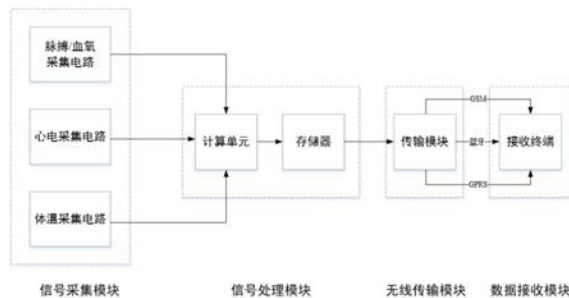 脉搏/血氧
采集电路
心电采集电路
体温采集电路
计算单元
存储器
传输模块
GSM
蓝牙
GPRS
接收终端
信号采集模块
信号处理模块
无线传输模块
数据接收模块